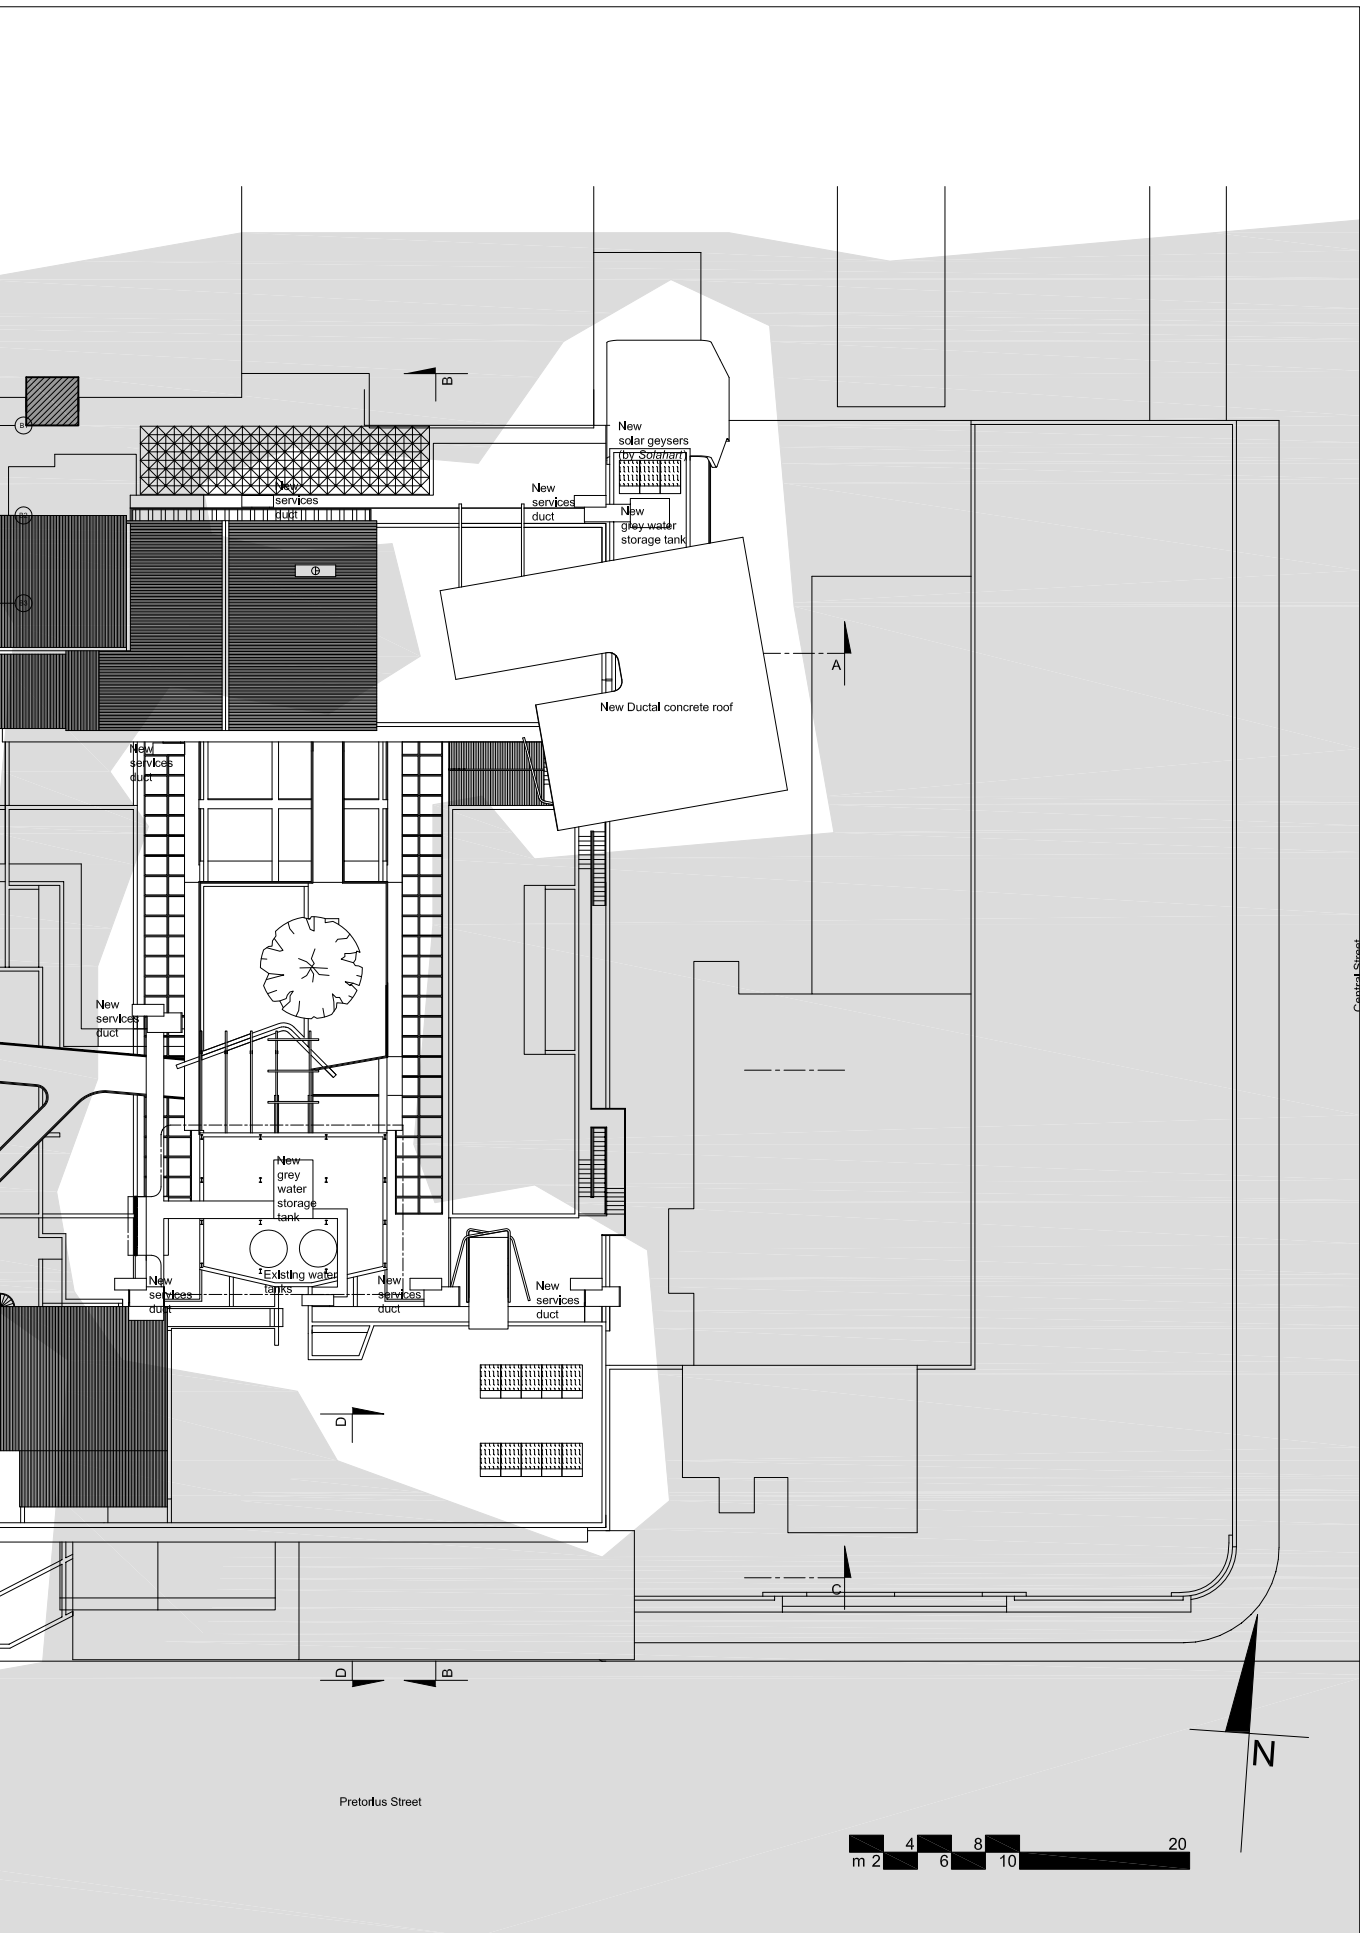 B
New
solar geysers
(by Solahart)
B
New
services
duct
New
services
duct
B2
New
grey water
storage tank
B3
A
New Ductal concrete roof
New
services
duct
Central Street
New
services
duct
New
grey
water
storage
tank
Existing water
tanks
New
services
duct
New
services
duct
New
services
duct
D
C
D
B
N
Pretorius Street
4 8 20
m 2 6 10